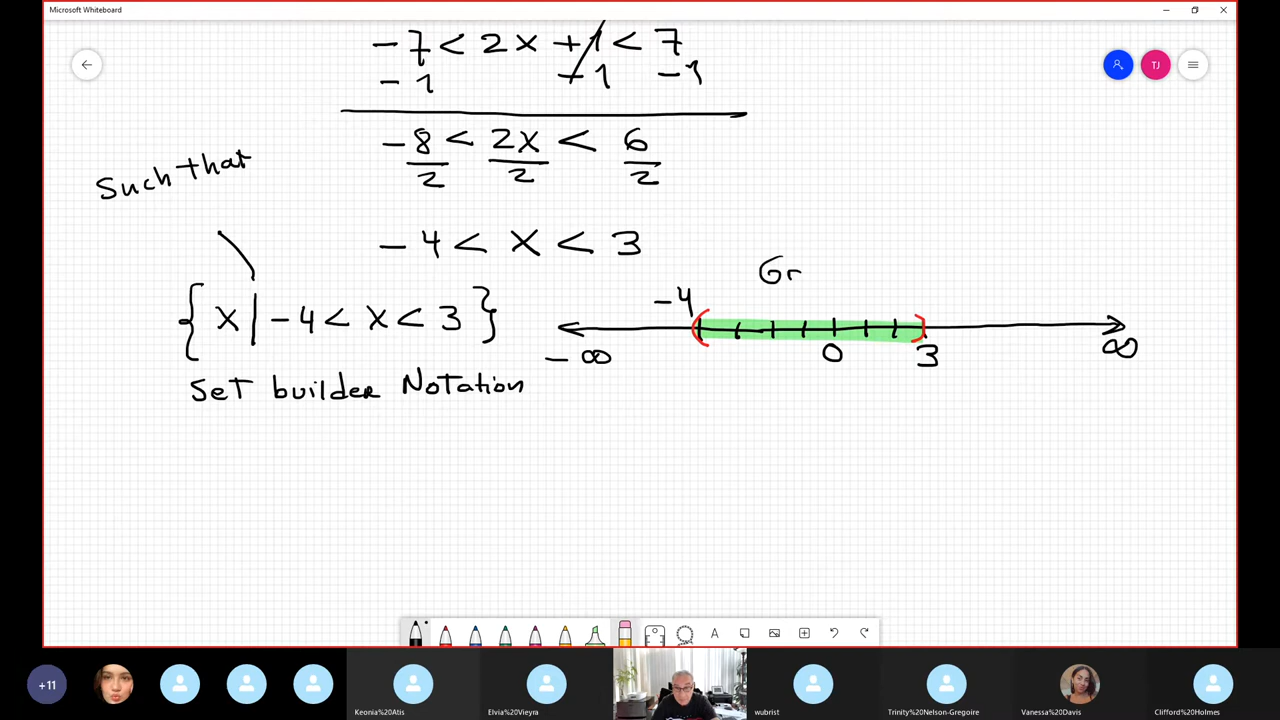 Microsoft Whiteboard
TJ
-7 < 2x + 1 < 7
-1 -1 -1
-8/2 < 2x/2 < 6/2
Such that
-4 < x < 3
Gr
{x | -4 < x < 3}
-4
-∞ 0 3 ∞
Set builder Notation
A
+11
Keonia%20Atis
Elvia%20Vieyra
wubrist
Trinity%20Nelson-Gregoire
Vanessa%20Davis
Clifford%20Holmes